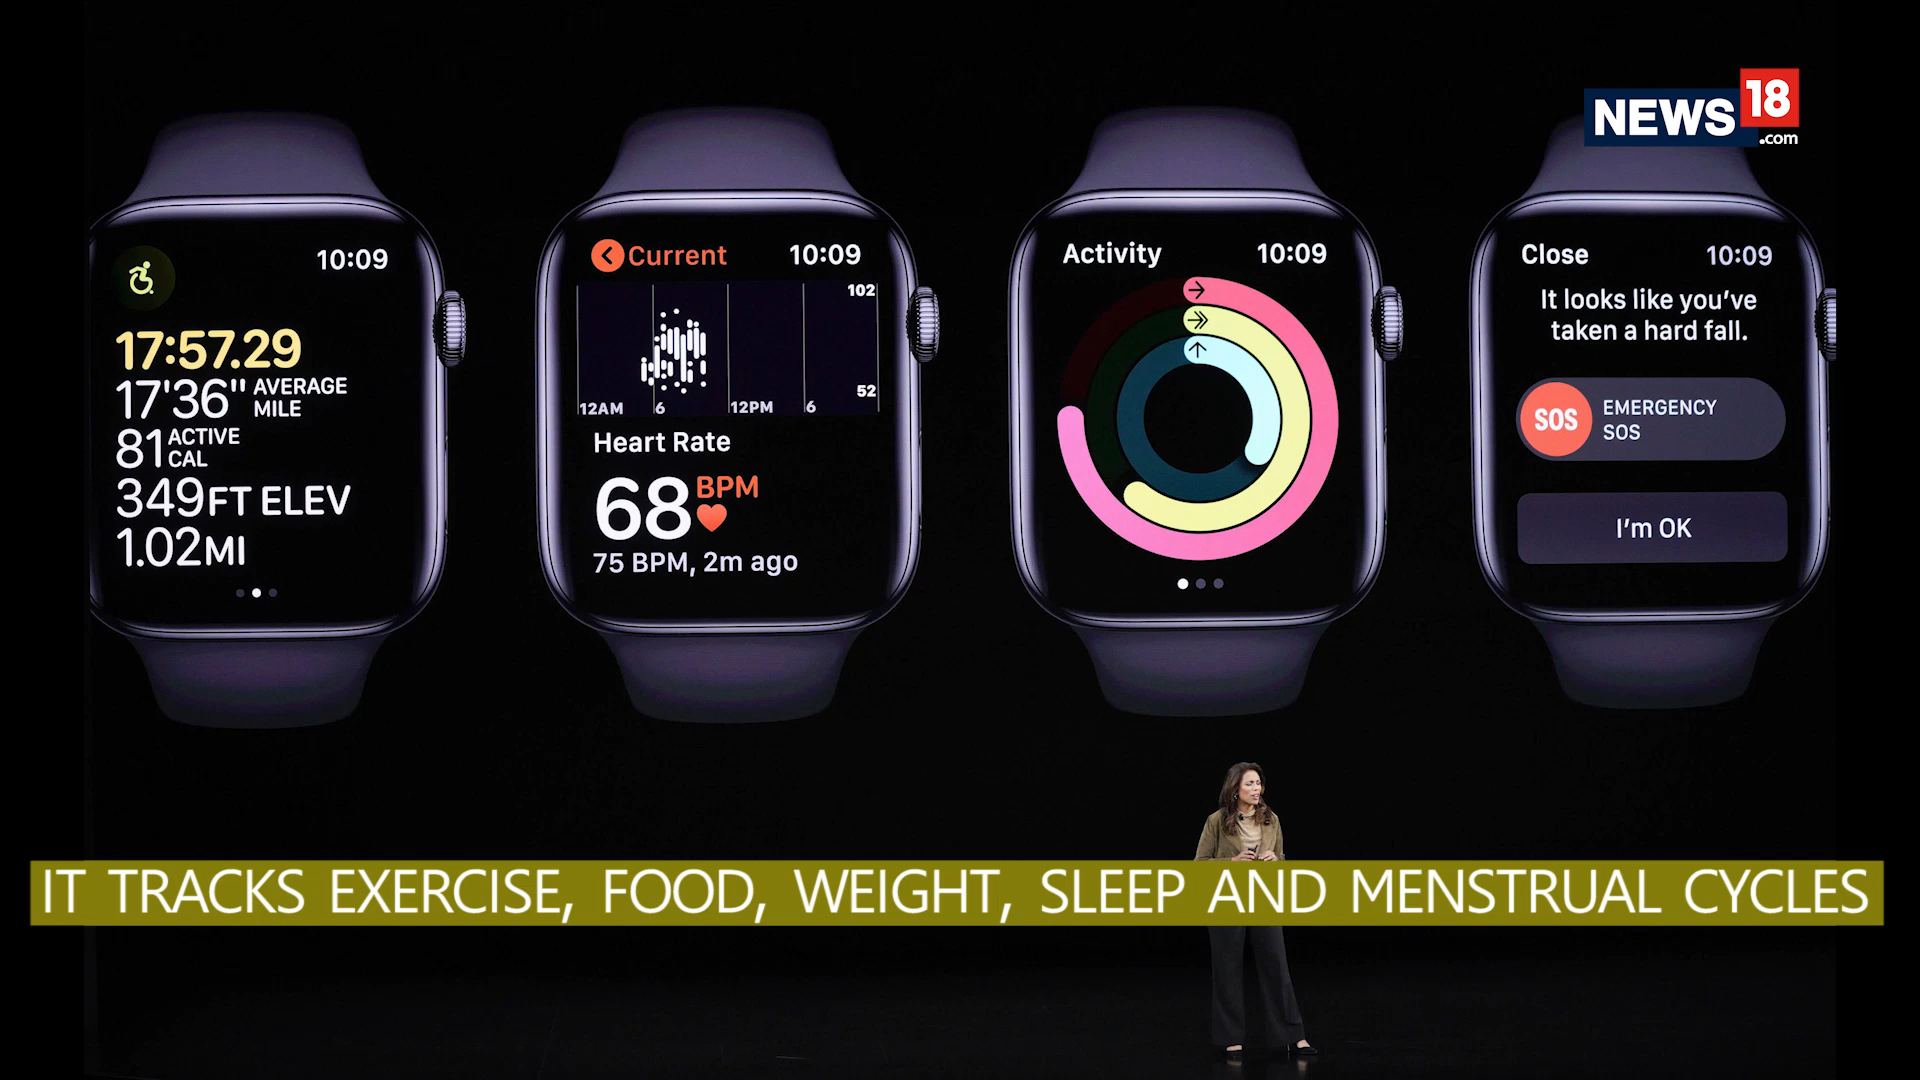 NEWS 18
.com
10:09
17:57.29
17'36" AVERAGE
MILE
81 ACTIVE
CAL
349FT ELEV
1.02MI
Current 10:09
102
52
12AM 6 12PM 6
Heart Rate
68 BPM
75 BPM, 2m ago
Activity 10:09
Close 10:09
It looks like you've
taken a hard fall.
SOS EMERGENCY
SOS
I'm OK
IT TRACKS EXERCISE, FOOD, WEIGHT, SLEEP AND MENSTRUAL CYCLES